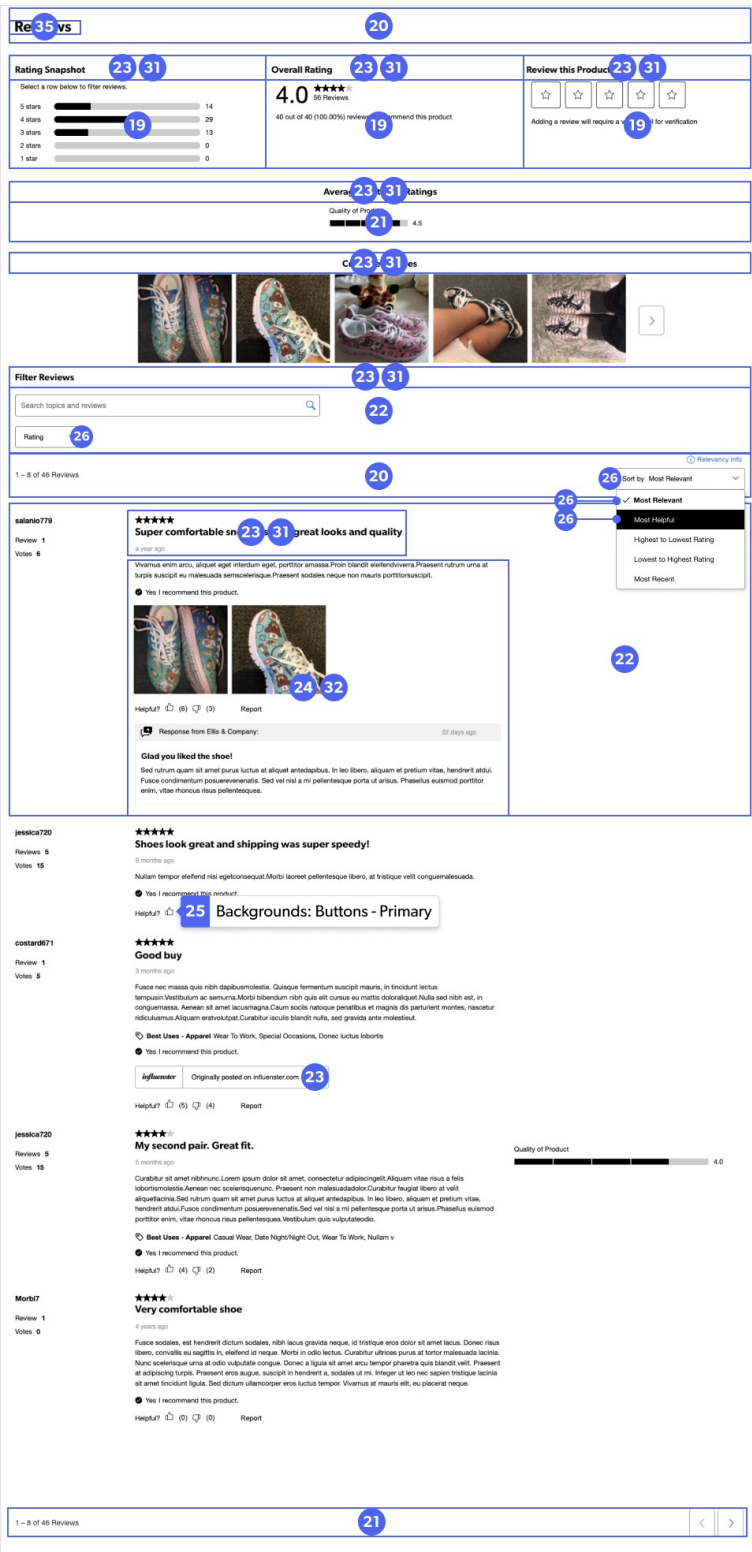 Re 35 vs
20
Rating Snapshot 23 31
Overall Rating 23 31
Review this Product 23 31
Select a row below to filter reviews.
5 stars 14
4 stars 29
3 stars 13
2 stars 0
1 star 0
19
4.0 ★★★★★
56 Reviews
40 out of 40 (100.00%) reviewe mmend this product
19
Adding a review will require a v l for verification
19
Avera 23 31 Ratings
Quality of Pro
21 4.5
Cu 23 31 es
Filter Reviews 23 31
Search topics and reviews
22
Rating 26
Relevancy Info
1 – 8 of 46 Reviews
20
26 Sort by Most Relevant
26 ✓ Most Relevant
26 Most Helpful
Highest to Lowest Rating
Lowest to Highest Rating
Most Recent
salanio779
Review 1
Votes 6
★★★★★
Super comfortable sn 23 31 great looks and quality
a year ago
Vivamus enim arcu, aliquet eget interdum eget, porttitor amassa.Proin blandit eleifendviverra.Praesent rutrum urna at
turpis suscipit eu malesuada semscelerisque.Praesent sodales neque non mauris porttitorsuscipit.
Yes I recommend this product.
22
24 32
Helpful? (6) (3) Report
Response from Ellis & Company: 22 days ago
Glad you liked the shoe!
Sed rutrum quam sit amet purus luctus at aliquet antedapibus. In leo libero, aliquam et pretium vitae, hendrerit atdui.
Fusce condimentum posuerevenenatis. Sed vel nisl a mi pellentesque porta ut arisus. Phasellus euismod porttitor
enim, vitae rhoncus risus pellentesquea.
jessica720
Reviews 5
Votes 15
★★★★★
Shoes look great and shipping was super speedy!
9 months ago
Nullam tempor eleifend nisi egetconsequat.Morbi laoreet pellentesque libero, at tristique velit conguemalesuada.
Yes I recommend this product.
Helpful? 25 Backgrounds: Buttons - Primary
costard671
Review 1
Votes 5
★★★★★
Good buy
3 months ago
Fusce nec massa quis nibh dapibusmolestie. Quisque fermentum suscipit mauris, in tincidunt lectus
tempusin.Vestibulum ac semurna.Morbi bibendum nibh quis elit cursus eu mattis doloraliquet.Nulla sed nibh est, in
conguemassa. Aenean sit amet lacusmagna.Caum sociis natoque penatibus et magnis dis parturient montes, nascetur
ridiculusmus.Aliquam eratvolutpat.Curabitur iaculis blandit nulla, sed gravida ante molestieut.
Best Uses - Apparel Wear To Work, Special Occasions, Donec luctus lobortis
Yes I recommend this product.
influenster Originally posted on influenster.com 23
Helpful? (5) (4) Report
jessica720
Reviews 5
Votes 15
★★★★★
My second pair. Great fit.
5 months ago
Quality of Product
4.0
Curabitur sit amet nibhnunc.Lorem ipsum dolor sit amet, consectetur adipiscingelit.Aliquam vitae risus a felis
lobortismolestie.Aenean nec scelerisquenunc. Praesent non malesuadadolor.Curabitur feugiat libero at velit
aliquetlacinia.Sed rutrum quam sit amet purus luctus at aliquet antedapibus. In leo libero, aliquam et pretium vitae,
hendrerit atdui.Fusce condimentum posuerevenenatis.Sed vel nisl a mi pellentesque porta ut arisus.Phasellus euismod
porttitor enim, vitae rhoncus risus pellentesquea.Vestibulum quis vulputateodio.
Best Uses - Apparel Casual Wear, Date Night/Night Out, Wear To Work, Nullam v
Yes I recommend this product.
Helpful? (4) (2) Report
Morbi7
Review 1
Votes 0
★★★★★
Very comfortable shoe
4 years ago
Fusce sodales, est hendrerit dictum sodales, nibh lacus gravida neque, id tristique eros dolor sit amet lacus. Donec risus
libero, convallis eu sagittis in, eleifend id neque. Morbi in odio lectus. Curabitur ultrices purus at tortor malesuada lacinia.
Nunc scelerisque urna at odio vulputate congue. Donec a ligula sit amet arcu tempor pharetra quis blandit velit. Praesent
at adipiscing turpis. Praesent eros augue, suscipit in hendrerit a, sodales ut mi. Integer ut leo nec sapien tristique lacinia
sit amet tincidunt ligula. Sed dictum ullamcorper eros luctus tempor. Vivamus at mauris elit, eu placerat neque.
Yes I recommend this product.
Helpful? (0) (0) Report
1 – 8 of 46 Reviews
21